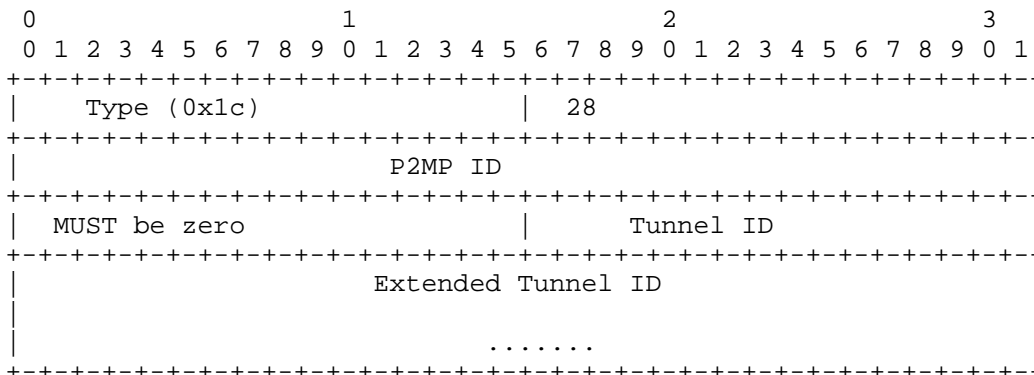 0                   1                   2                   3
0 1 2 3 4 5 6 7 8 9 0 1 2 3 4 5 6 7 8 9 0 1 2 3 4 5 6 7 8 9 0 1
+-+-+-+-+-+-+-+-+-+-+-+-+-+-+-+-+-+-+-+-+-+-+-+-+-+-+-+-+-+-+-+-
|    Type (0x1c)                | 28
+-+-+-+-+-+-+-+-+-+-+-+-+-+-+-+-+-+-+-+-+-+-+-+-+-+-+-+-+-+-+-+-
|                       P2MP ID
+-+-+-+-+-+-+-+-+-+-+-+-+-+-+-+-+-+-+-+-+-+-+-+-+-+-+-+-+-+-+-+-
|  MUST be zero                 |      Tunnel ID
+-+-+-+-+-+-+-+-+-+-+-+-+-+-+-+-+-+-+-+-+-+-+-+-+-+-+-+-+-+-+-+-
|                      Extended Tunnel ID
|
|                             .......
+-+-+-+-+-+-+-+-+-+-+-+-+-+-+-+-+-+-+-+-+-+-+-+-+-+-+-+-+-+-+-+-